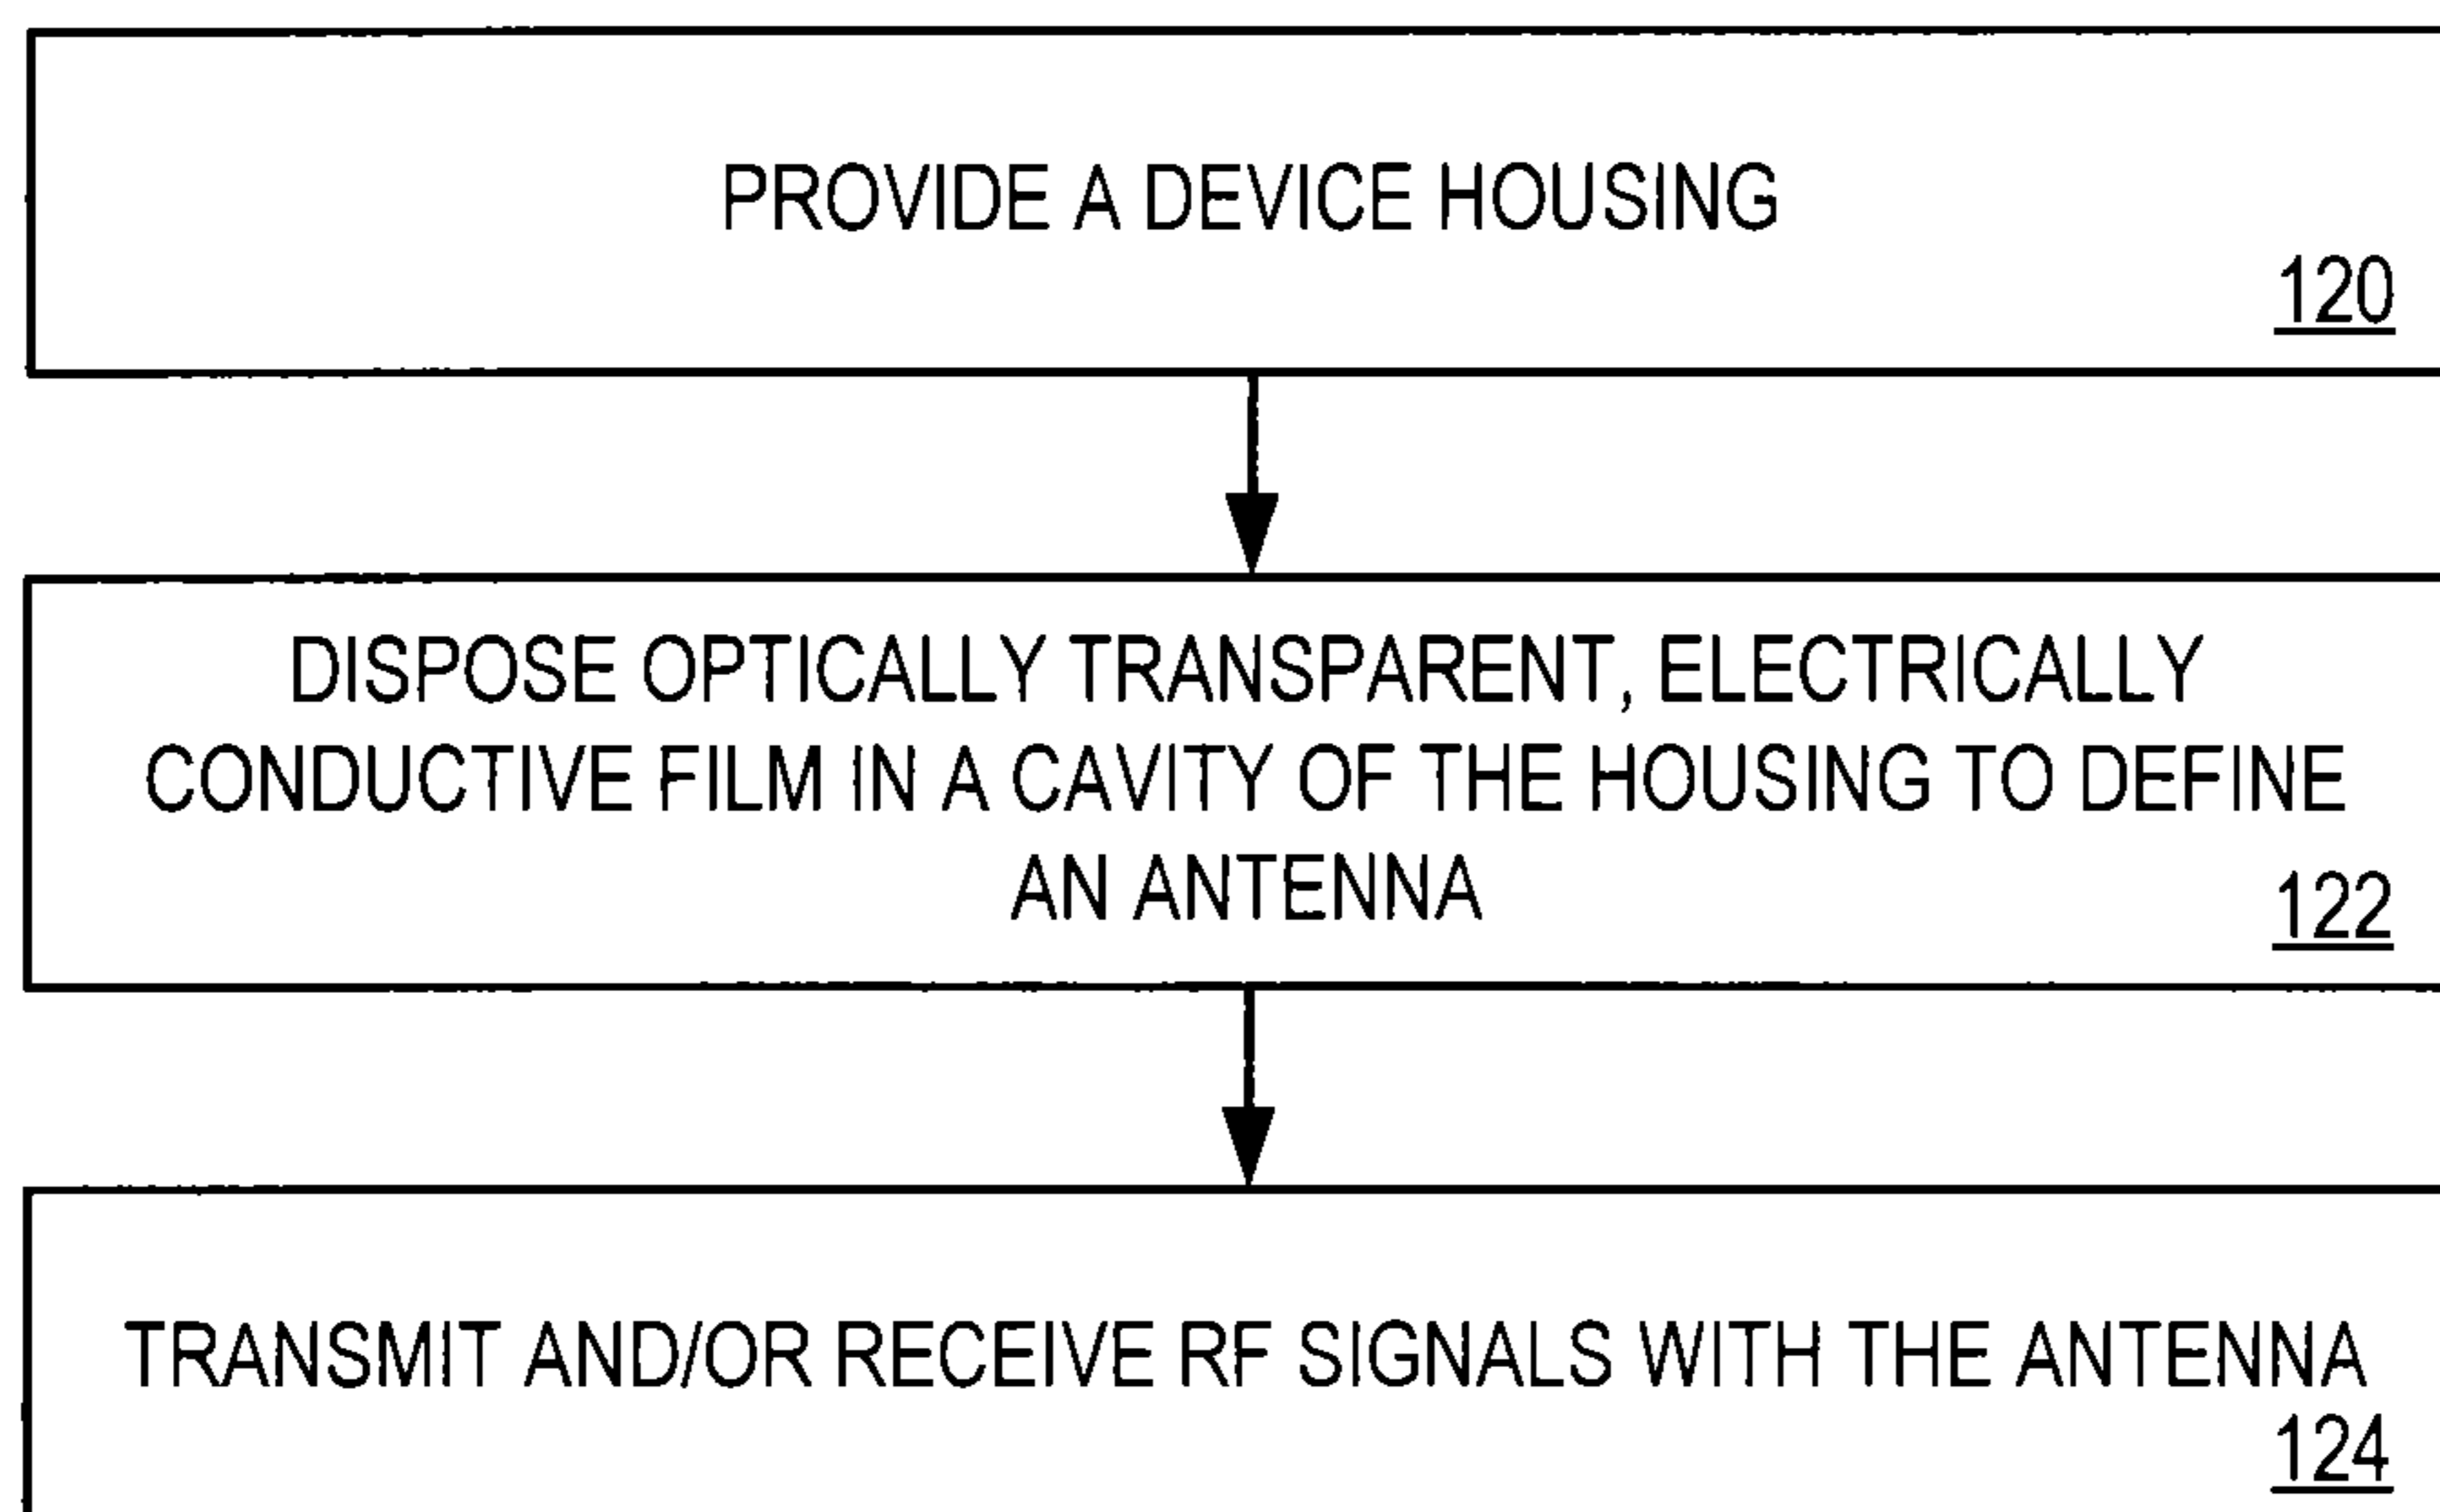 PROVIDE A DEVICE HOUSING
120
DISPOSE OPTICALLY TRANSPARENT, ELECTRICALLY
CONDUCTIVE FILM IN A CAVITY OF THE HOUSING TO DEFINE
AN ANTENNA
122
TRANSMIT AND/OR RECEIVE RF SIGNALS WITH THE ANTENNA
124